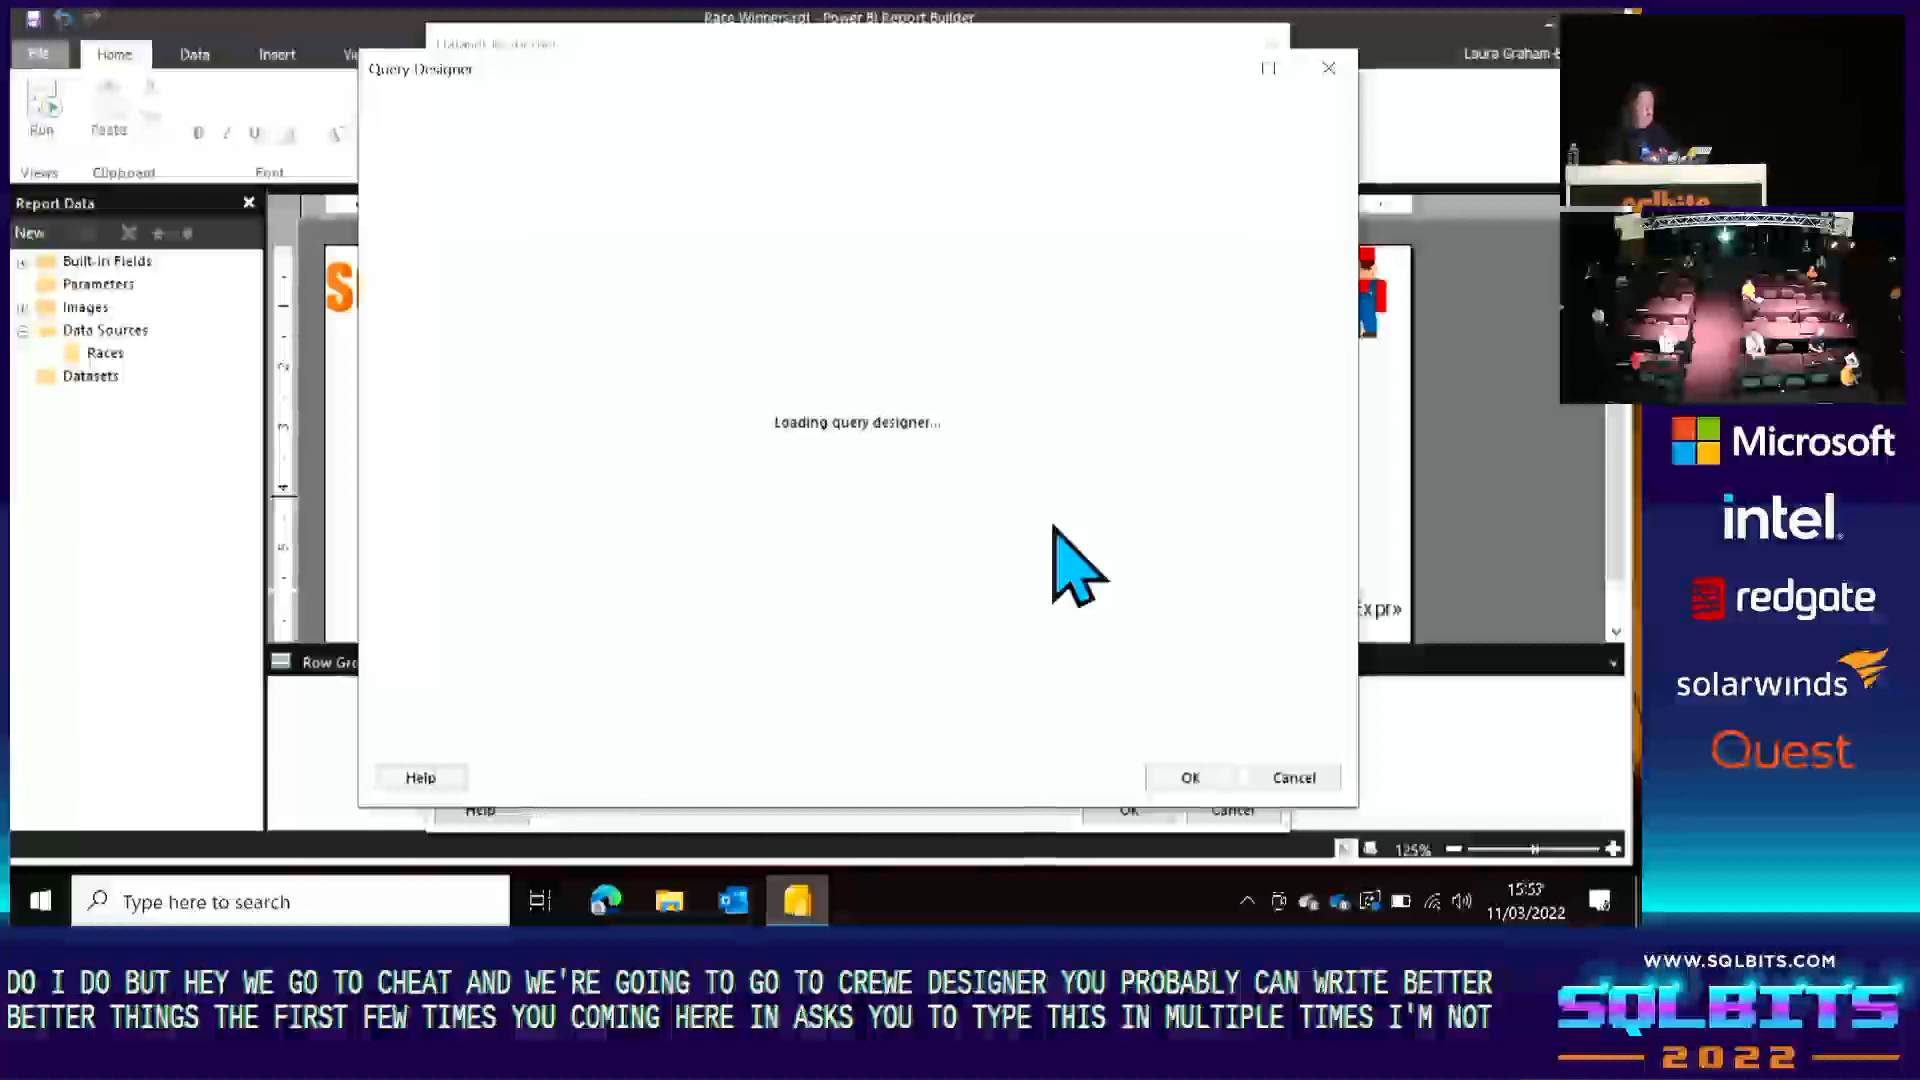 Race Winners.rdl - Power BI Report Builder
File
Home
Data
Insert
Laura Graham-
Query Designer
Run
Paste
Views
Clipboard
Font
Report Data
New
Built-in Fields
Parameters
Images
Data Sources
Races
Datasets
Loading query designer...
Expr»
Row Gro
Help
OK
Cancel
Help
OK
Cancel
125%
Type here to search
15:53
11/03/2022
Microsoft
intel
redgate
solarwinds
Quest
DO I DO BUT HEY WE GO TO CHEAT AND WE'RE GOING TO GO TO CREWE DESIGNER YOU PROBABLY CAN WRITE BETTER
BETTER THINGS THE FIRST FEW TIMES YOU COMING HERE IN ASKS YOU TO TYPE THIS IN MULTIPLE TIMES I'M NOT
WWW.SQLBITS.COM
SQLBITS
2022